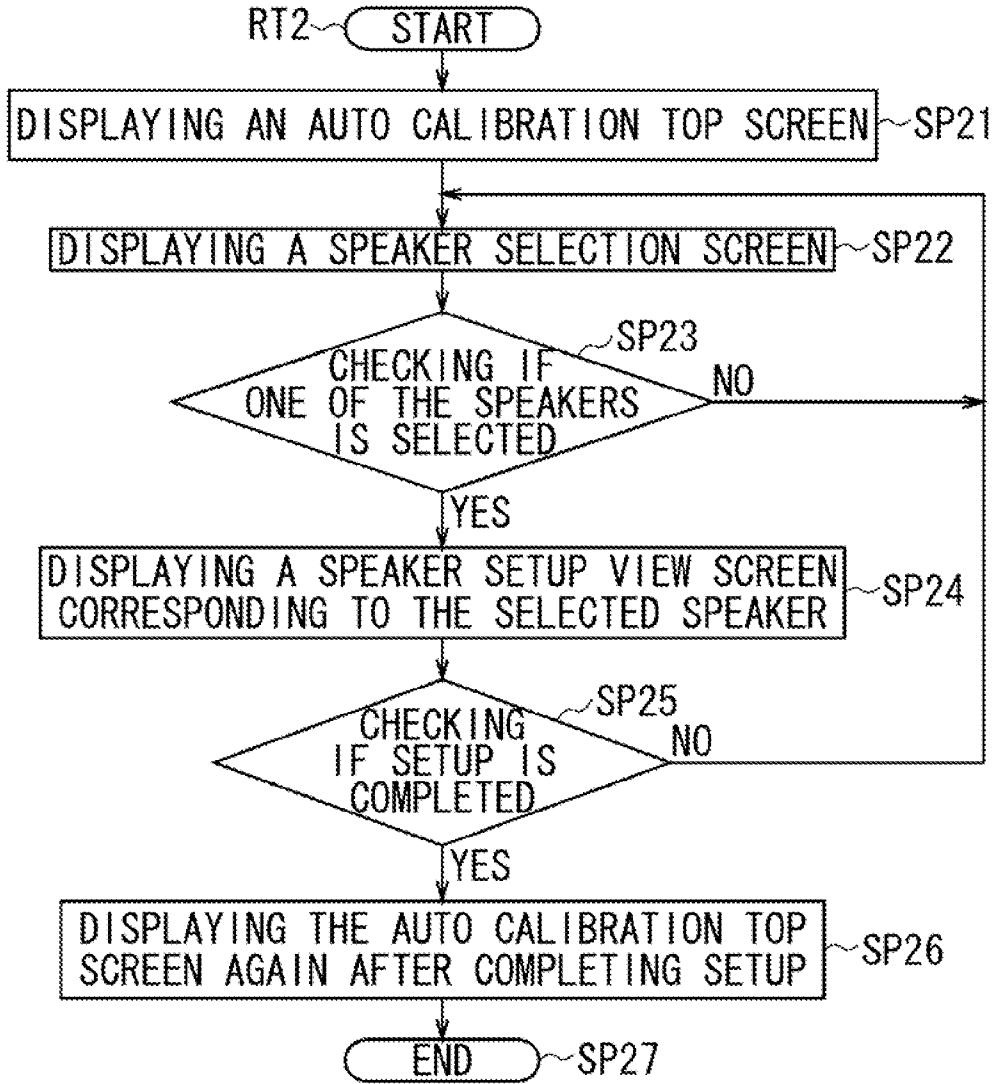 RT2
START
DISPLAYING AN AUTO CALIBRATION TOP SCREEN
SP21
DISPLAYING A SPEAKER SELECTION SCREEN
SP22
SP23
CHECKING IF
ONE OF THE SPEAKERS
IS SELECTED
NO
YES
DISPLAYING A SPEAKER SETUP VIEW SCREEN
CORRESPONDING TO THE SELECTED SPEAKER
SP24
SP25
CHECKING
IF SETUP IS
COMPLETED
NO
YES
DISPLAYING THE AUTO CALIBRATION TOP
SCREEN AGAIN AFTER COMPLETING SETUP
SP26
END
SP27